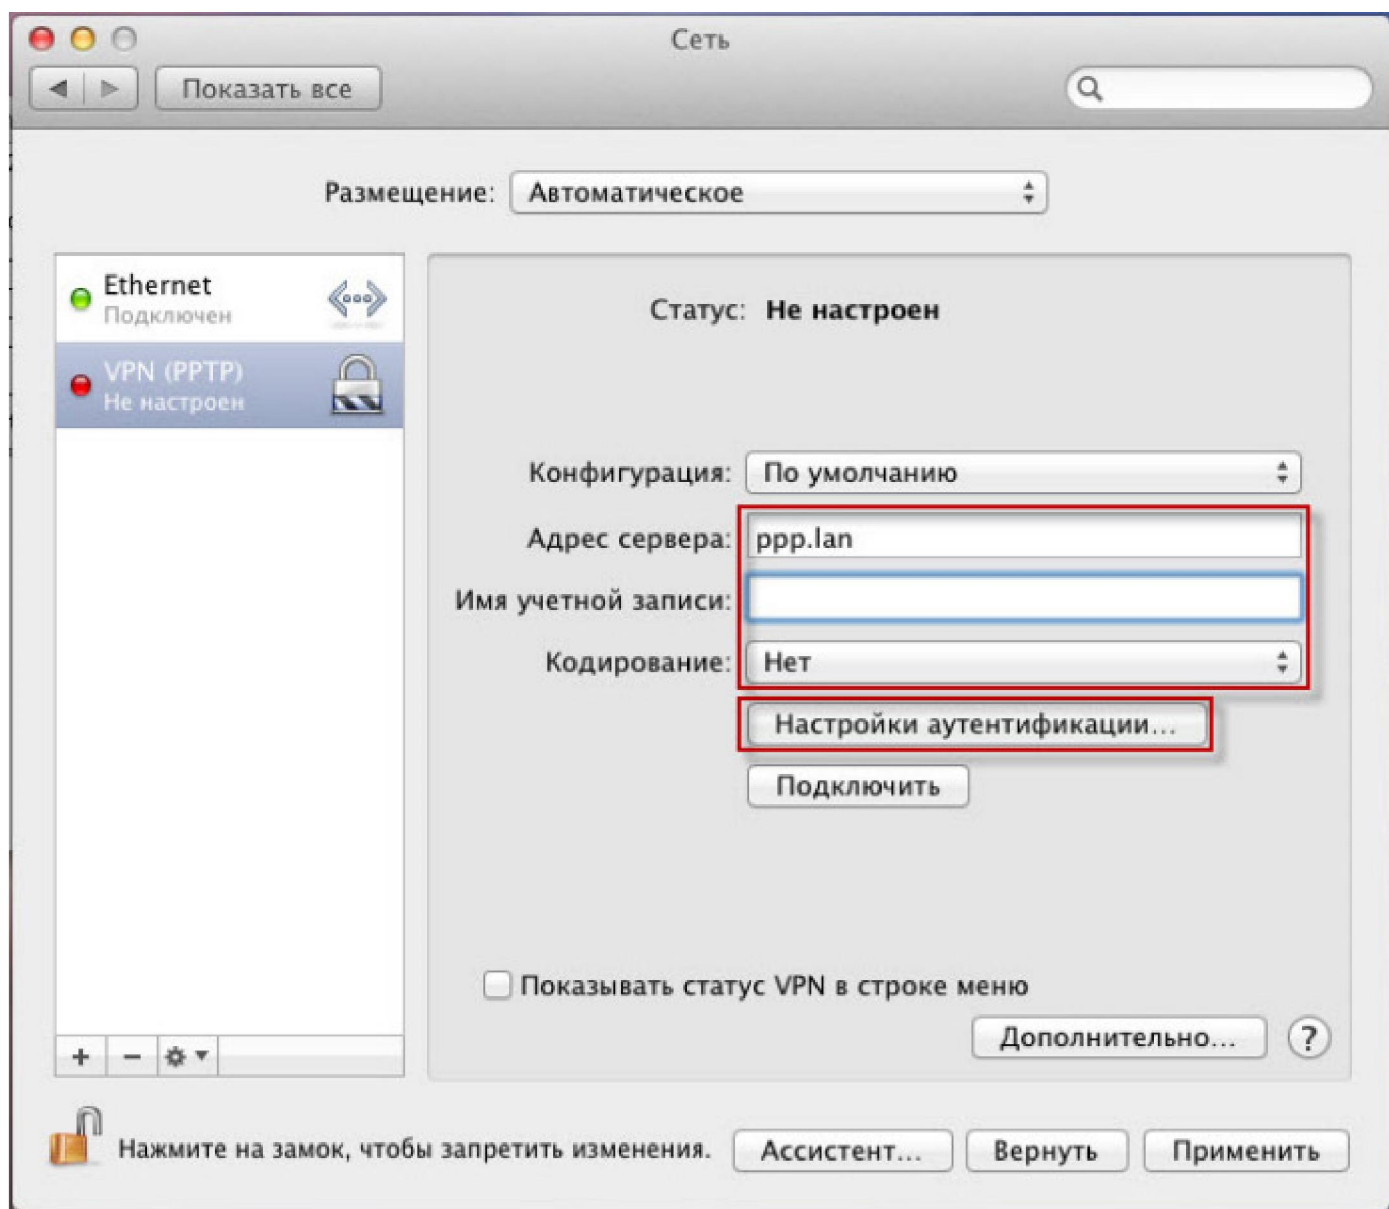 Сеть
Показать все
Размещение: Автоматическое
Ethernet
Подключен
VPN (PPTP)
Не настроен
Статус: Не настроен
Конфигурация: По умолчанию
Адрес сервера: ppp.lan
Имя учетной записи:
Кодирование: Нет
Настройки аутентификации...
Подключить
Показывать статус VPN в строке меню
Дополнительно... ?
Нажмите на замок, чтобы запретить изменения. Ассистент... Вернуть Применить